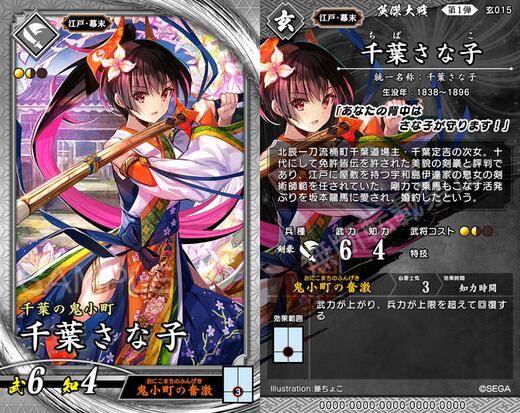 江戸・幕末
千葉の鬼小町
千葉さな子
武6 知4
おにこまちのふんげき
鬼小町の奮激
3
玄
江戸・幕末
英傑大戦
第1弾
玄015
ちば こ
千葉さな子
統一名称:千葉さな子
生没年:1838~1896
「あなたの背中は
さな子が守ります!」
北辰一刀流桶町千葉道場主・千葉定吉の次女。十
代にして免許皆伝を許された美貌の剣豪と評判で
あり、江戸に屋敷を持つ宇和島伊達家の息女の剣
術師範を任されていた。剛力で乗馬もこなす活発
ぶりを坂本龍馬に愛され、婚約したという。
兵種 武力 知力 武将コスト
剣豪 6 4 特技
おにこまちのふんげき 必要士気 効果時間
鬼小町の奮激 3 知力時間
効果範囲
武力が上がり、兵力が上限を超えて回復す
る
Illustration:藤ちょこ
©SEGA
0000 0000 0000 0000 0000